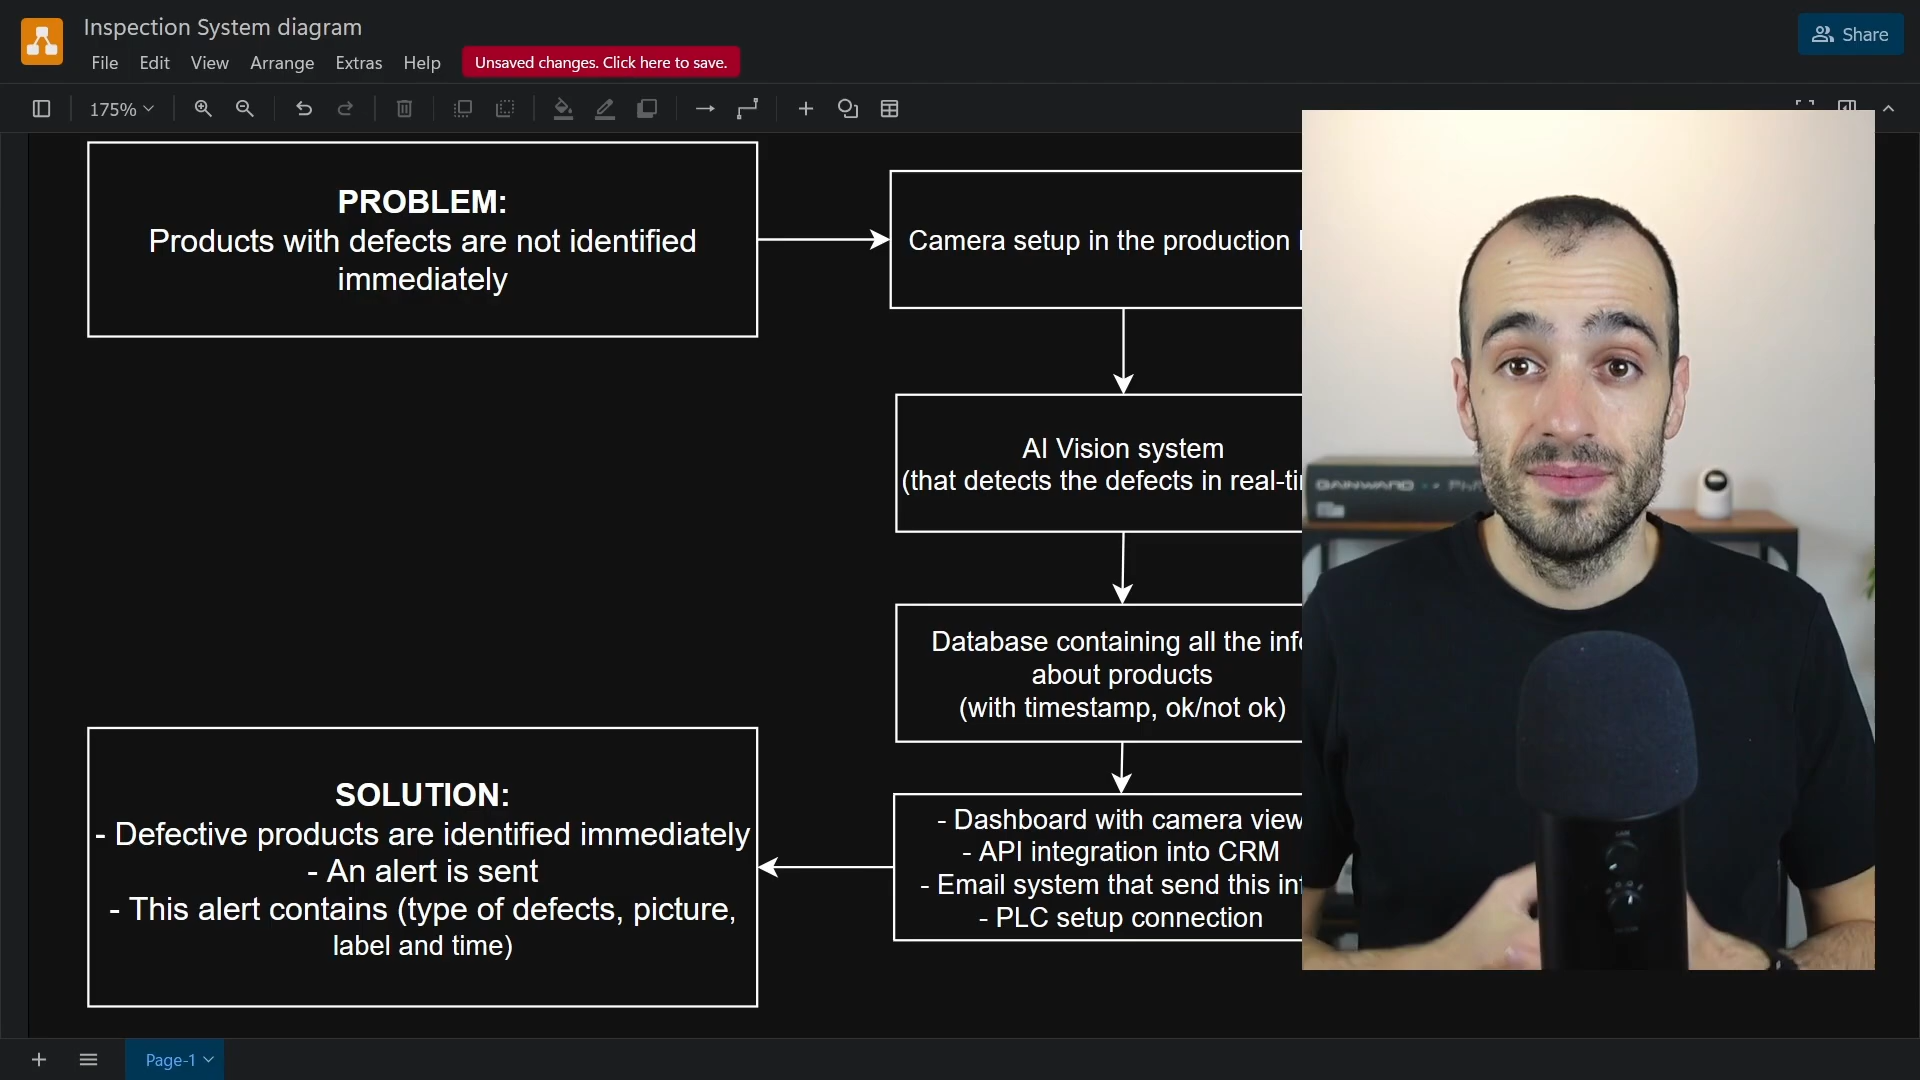 Inspection System diagram
File Edit View Arrange Extras Help
Unsaved changes. Click here to save.
Share
175%
PROBLEM:
Products with defects are not identified
immediately
Camera setup in the production
AI Vision system
(that detects the defects in real-ti
Database containing all the info
about products
(with timestamp, ok/not ok)
- Dashboard with camera view
- API integration into CRM
- Email system that send this inf
- PLC setup connection
SOLUTION:
- Defective products are identified immediately
- An alert is sent
- This alert contains (type of defects, picture,
label and time)
GAINWARD
Page-1